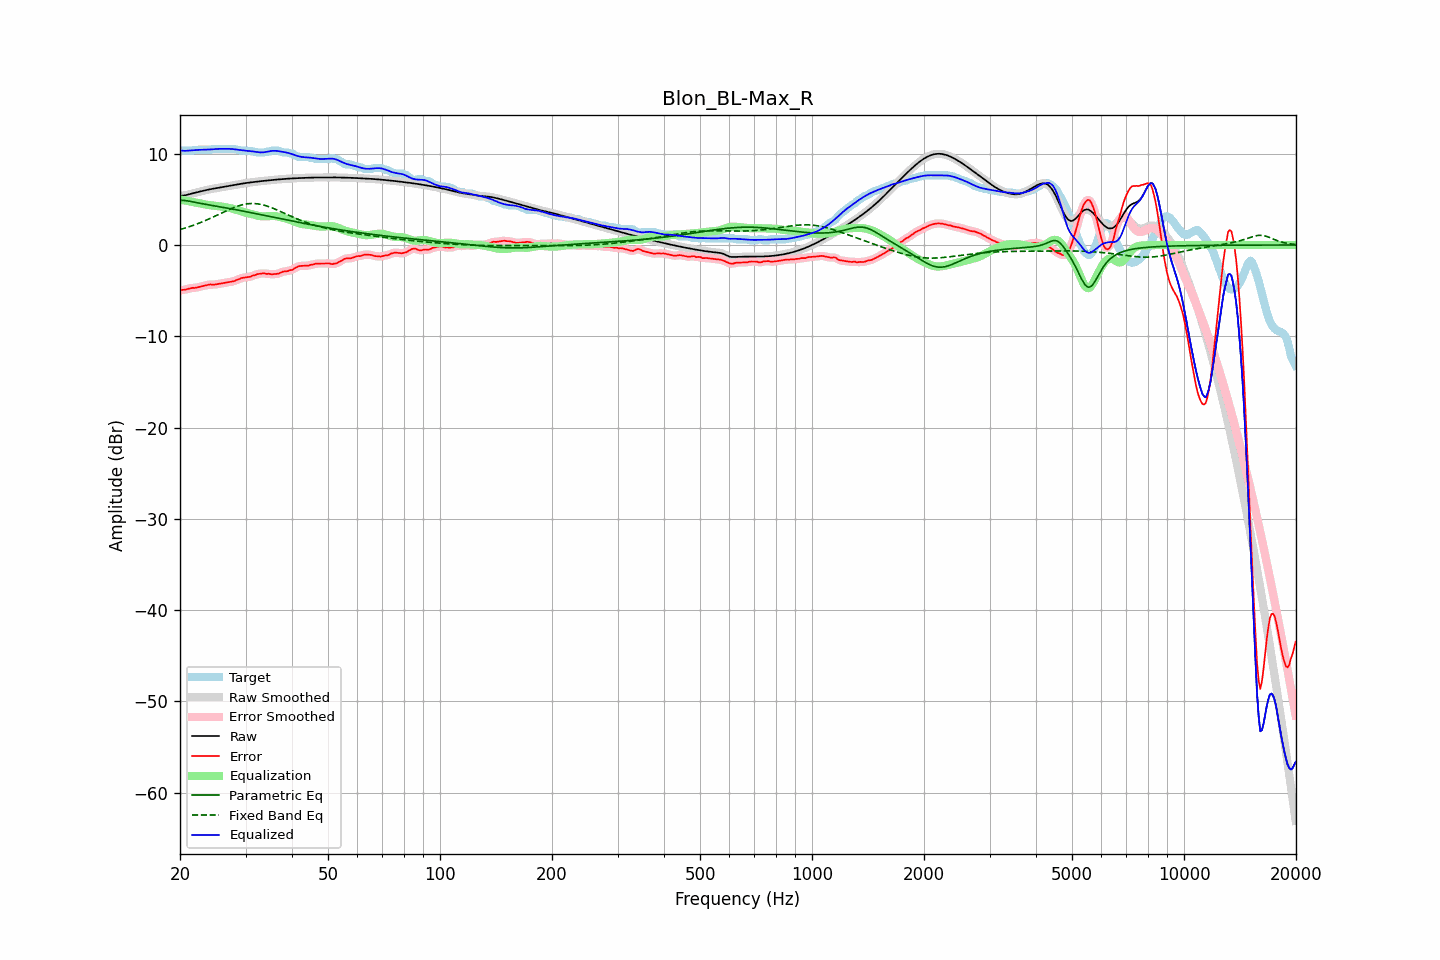 Blon_BL-Max_R
10
0
−10
−20
−30
−40
−50
−60
Amplitude (dBr)
Target
Raw Smoothed
Error Smoothed
Raw
Error
Equalization
Parametric Eq
Fixed Band Eq
Equalized
20 50 100 200 500 1000 2000 5000 10000 20000
Frequency (Hz)